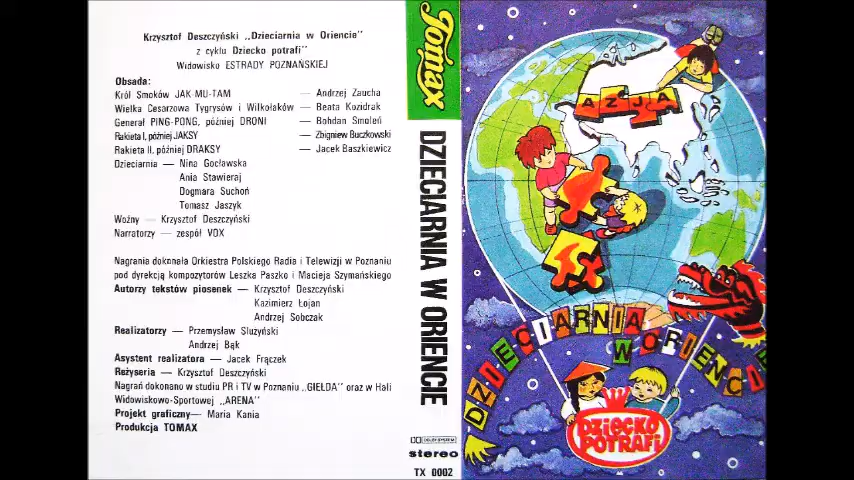 Krzysztof Deszczyński ,,Dzieciarnia w Oriencie"
z cyklu Dziecko potrafi"
Widowisko ESTRADY POZNAŃSKIEJ
Obsada:
Król Smoków JAK-MU-TAM — Andrzej Zaucha
Wielka Cesarzowa Tygrysów i Wilkołaków — Beata Kozidrak
Generał PING-PONG, później DRONI — Bohdan Smoleń
Rakieta I, później JAKSY — Zbigniew Buczkowski
Rakieta II, później DRAKSY — Jacek Baszkiewicz
Dzieciarnia — Nina Gocławska
Ania Stawieraj
Dogmara Suchoń
Tomasz Jaszyk
Woźny — Krzysztof Deszczyński
Narratorzy — zespół VOX
Nagrania dokonała Orkiestra Polskiego Radia i Telewizji w Poznaniu
pod dyrekcją kompozytorów Leszka Paszko i Macieja Szymańskiego
Autorzy tekstów piosenek — Krzysztof Deszczyński
Kazimierz Łojan
Andrzej Sobczak
Realizatorzy — Przemysław Slużyński
Andrzej Bąk
Asystent realizatora — Jacek Frączek
Reżyseria — Krzysztof Deszczyński
Nagrań dokonano w studiu PR i TV w Poznaniu ,,GIEŁDA" oraz w Hali
Widowiskowo-Sportowej ,,ARENA"
Projekt graficzny— Maria Kania
Produkcja TOMAX
Tomax
DZIECIARNIA W ORIENCIE
DOLBY SYSTEM
stereo
TX 0002
AZJA
DZIECIARNIA
W ORIENCIE
DZIECKO
POTRAFI